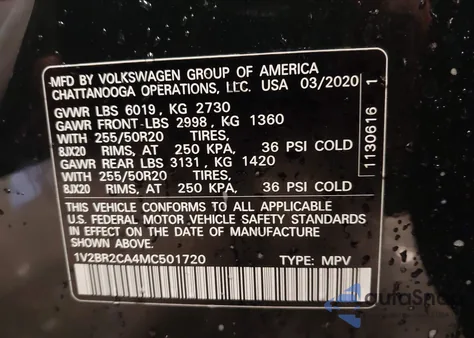 MFD BY VOLKSWAGEN GROUP OF AMERICA
CHATTANOOGA OPERATIONS, LLC. USA 03/2020
GVWR LBS 6019, KG 2730
GAWR FRONT-LBS 2998, KG 1360
WITH 255/50R20 TIRES,
8JX20 RIMS, AT 250 KPA, 36 PSI COLD
GAWR REAR LBS 3131, KG 1420
WITH 255/50R20 TIRES,
8JX20 RIMS, AT 250 KPA, 36 PSI COLD
THIS VEHICLE CONFORMS TO ALL APPLICABLE
U.S. FEDERAL MOTOR VEHICLE SAFETY STANDARDS
IN EFFECT ON THE DATE OF MANUFACTURE
SHOWN ABOVE.
1V2BR2CA4MC501720 TYPE: MPV
1130616 1